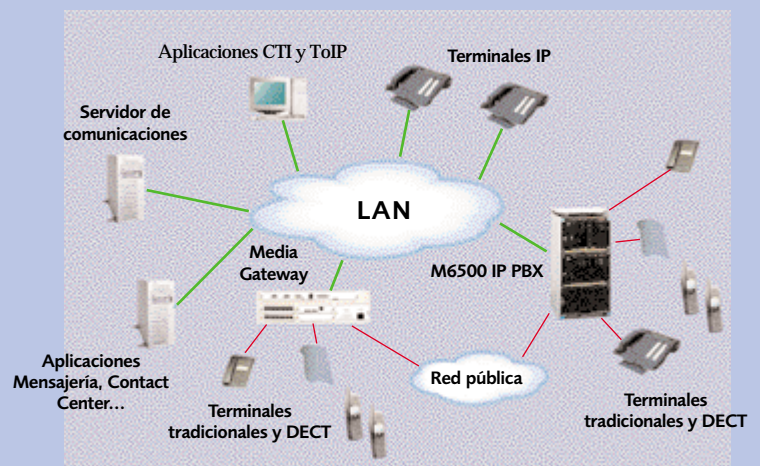 Aplicaciones CTI y ToIP
Terminales IP
Servidor de
comunicaciones
LAN
Media
Gateway
M6500 IP PBX
Aplicaciones
Mensajería, Contact
Center...
Red pública
Terminales
tradicionales y DECT
Terminales
tradicionales y DECT